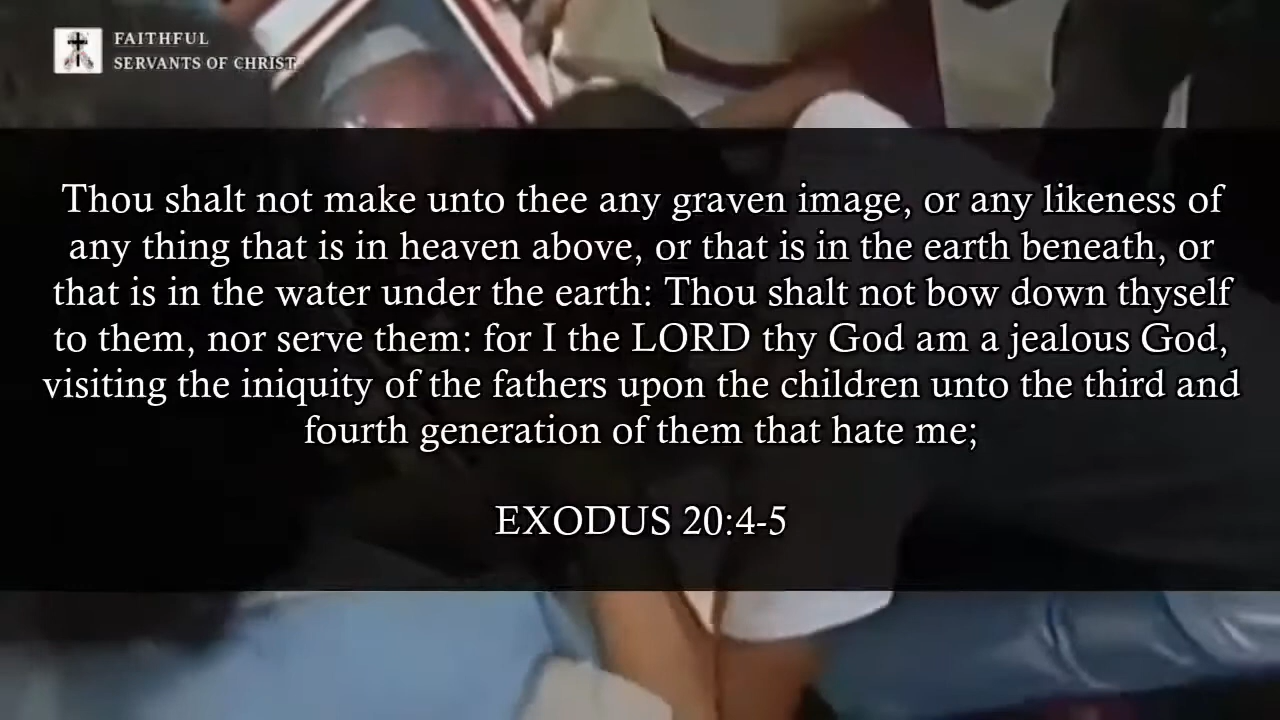 FAITHFUL
SERVANTS OF CHRIST
Thou shalt not make unto thee any graven image, or any likeness of
any thing that is in heaven above, or that is in the earth beneath, or
that is in the water under the earth: Thou shalt not bow down thyself
to them, nor serve them: for I the LORD thy God am a jealous God,
visiting the iniquity of the fathers upon the children unto the third and
fourth generation of them that hate me;
EXODUS 20:4-5